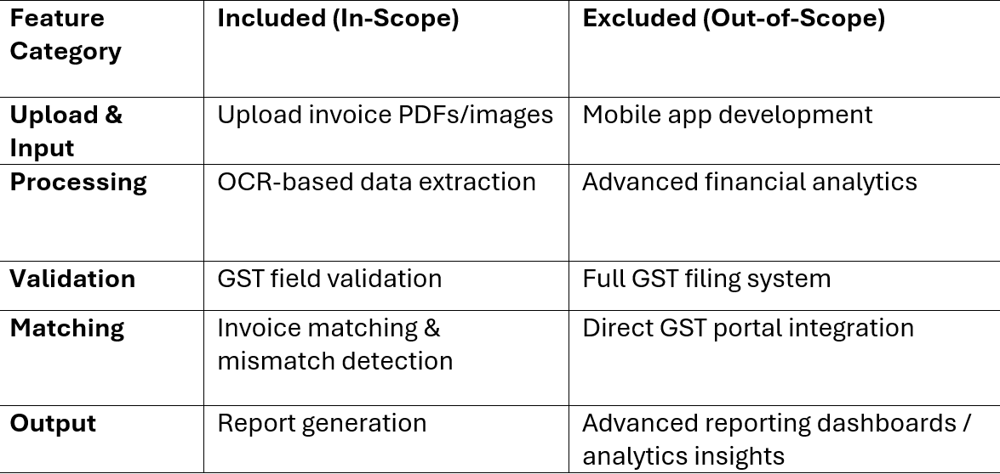 Feature Category
Included (In-Scope)
Excluded (Out-of-Scope)
Upload & Input
Upload invoice PDFs/images
Mobile app development
Processing
OCR-based data extraction
Advanced financial analytics
Validation
GST field validation
Full GST filing system
Matching
Invoice matching &
mismatch detection
Direct GST portal integration
Output
Report generation
Advanced reporting dashboards /
analytics insights